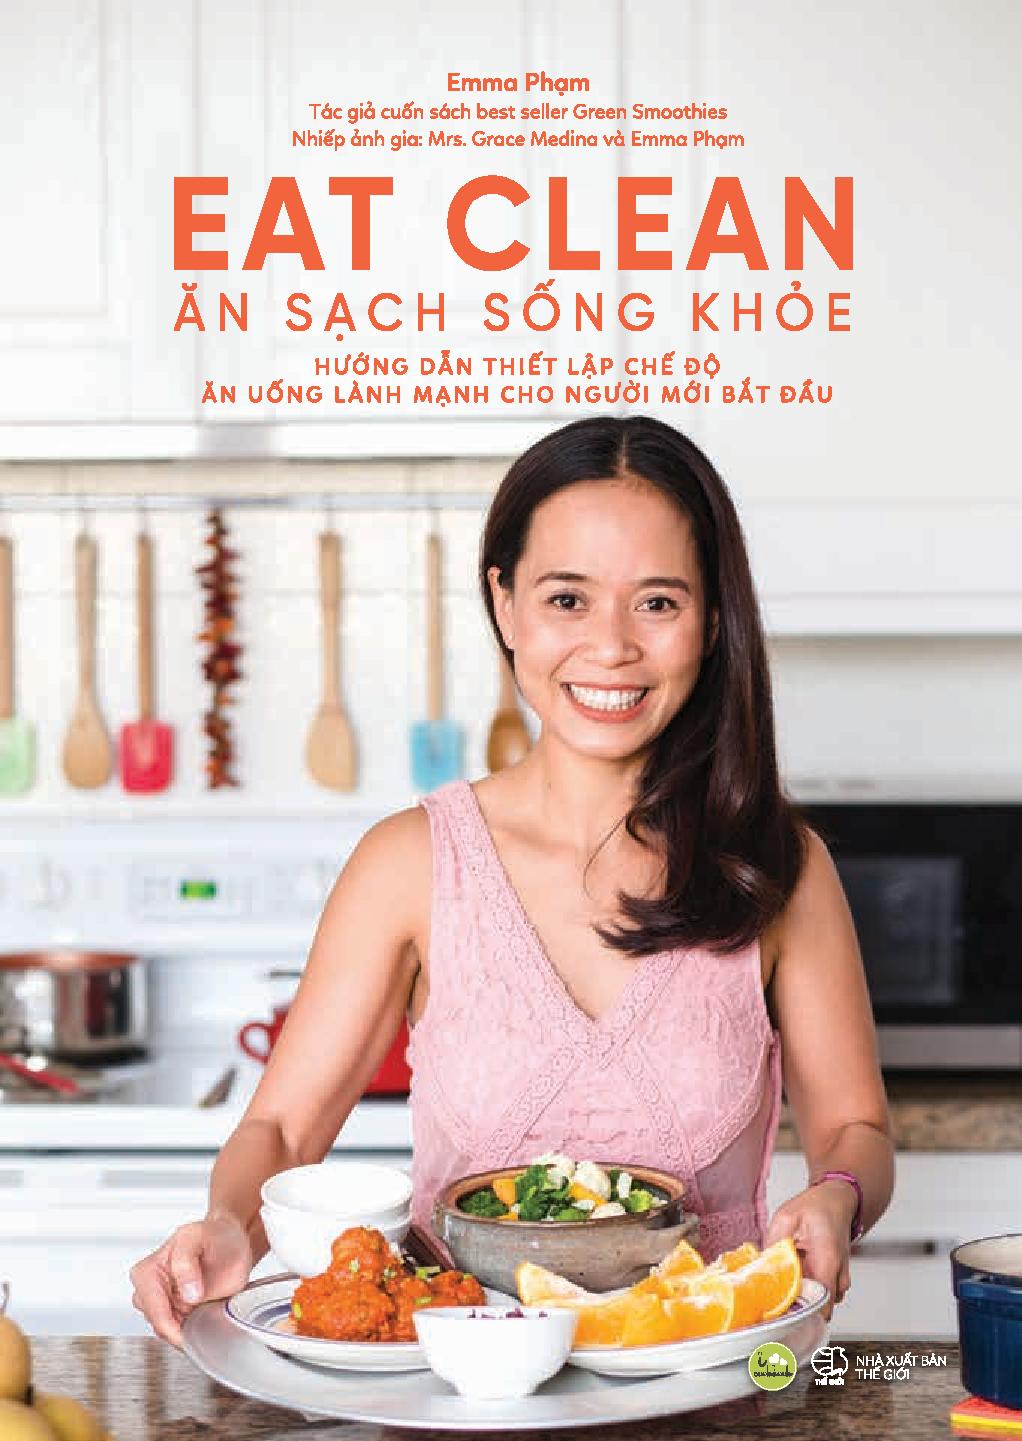 Emma Phạm
Tác giả cuốn sách best seller Green Smoothies
Nhiếp ảnh gia: Mrs. Grace Medina và Emma Phạm
EAT CLEAN
ĂN SẠCH SỐNG KHỎE
HƯỚNG DẪN THIẾT LẬP CHẾ ĐỘ
ĂN UỐNG LÀNH MẠNH CHO NGƯỜI MỚI BẮT ĐẦU
THẾ GIỚI
NHÀ XUẤT BẢN
THẾ GIỚI